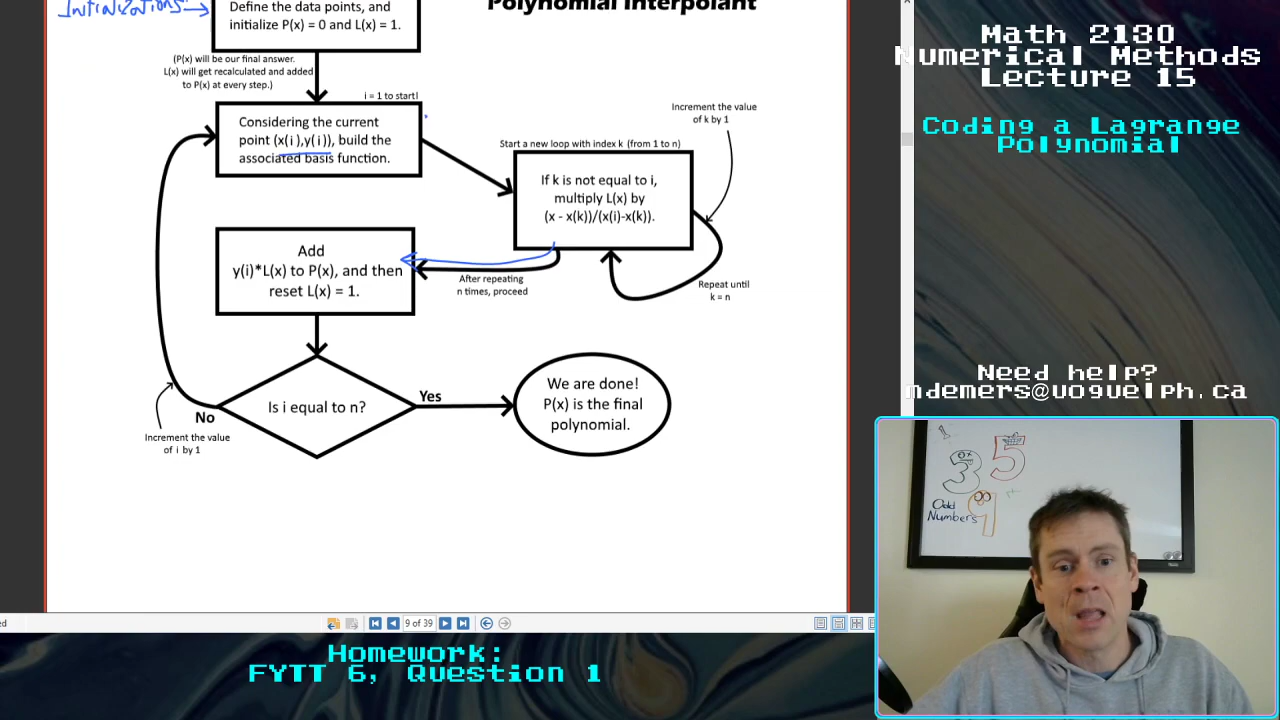 Initializations
Polynomial Interpolant
Define the data points, and
initialize P(x) = 0 and L(x) = 1.
(P(x) will be our final answer.
L(x) will get recalculated and added
to P(x) at every step.)
i = 1 to start!
Considering the current
point (x(i),y(i)), build the
associated basis function.
Increment the value
of k by 1
Start a new loop with index k (from 1 to n)
If k is not equal to i,
multiply L(x) by
(x - x(k))/(x(i)-x(k)).
Add
y(i)*L(x) to P(x), and then
reset L(x) = 1.
After repeating
n times, proceed
Repeat until
k = n
Is i equal to n?
Yes
No
We are done!
P(x) is the final
polynomial.
Increment the value
of i by 1
9 of 39
Math 2130
Numerical Methods
Lecture 15
Coding a Lagrange
Polynomial
Need help?
ndemers@uoguelph.ca
3 5
9
Odd
Numbers
Homework:
FYTT 6, Question 1